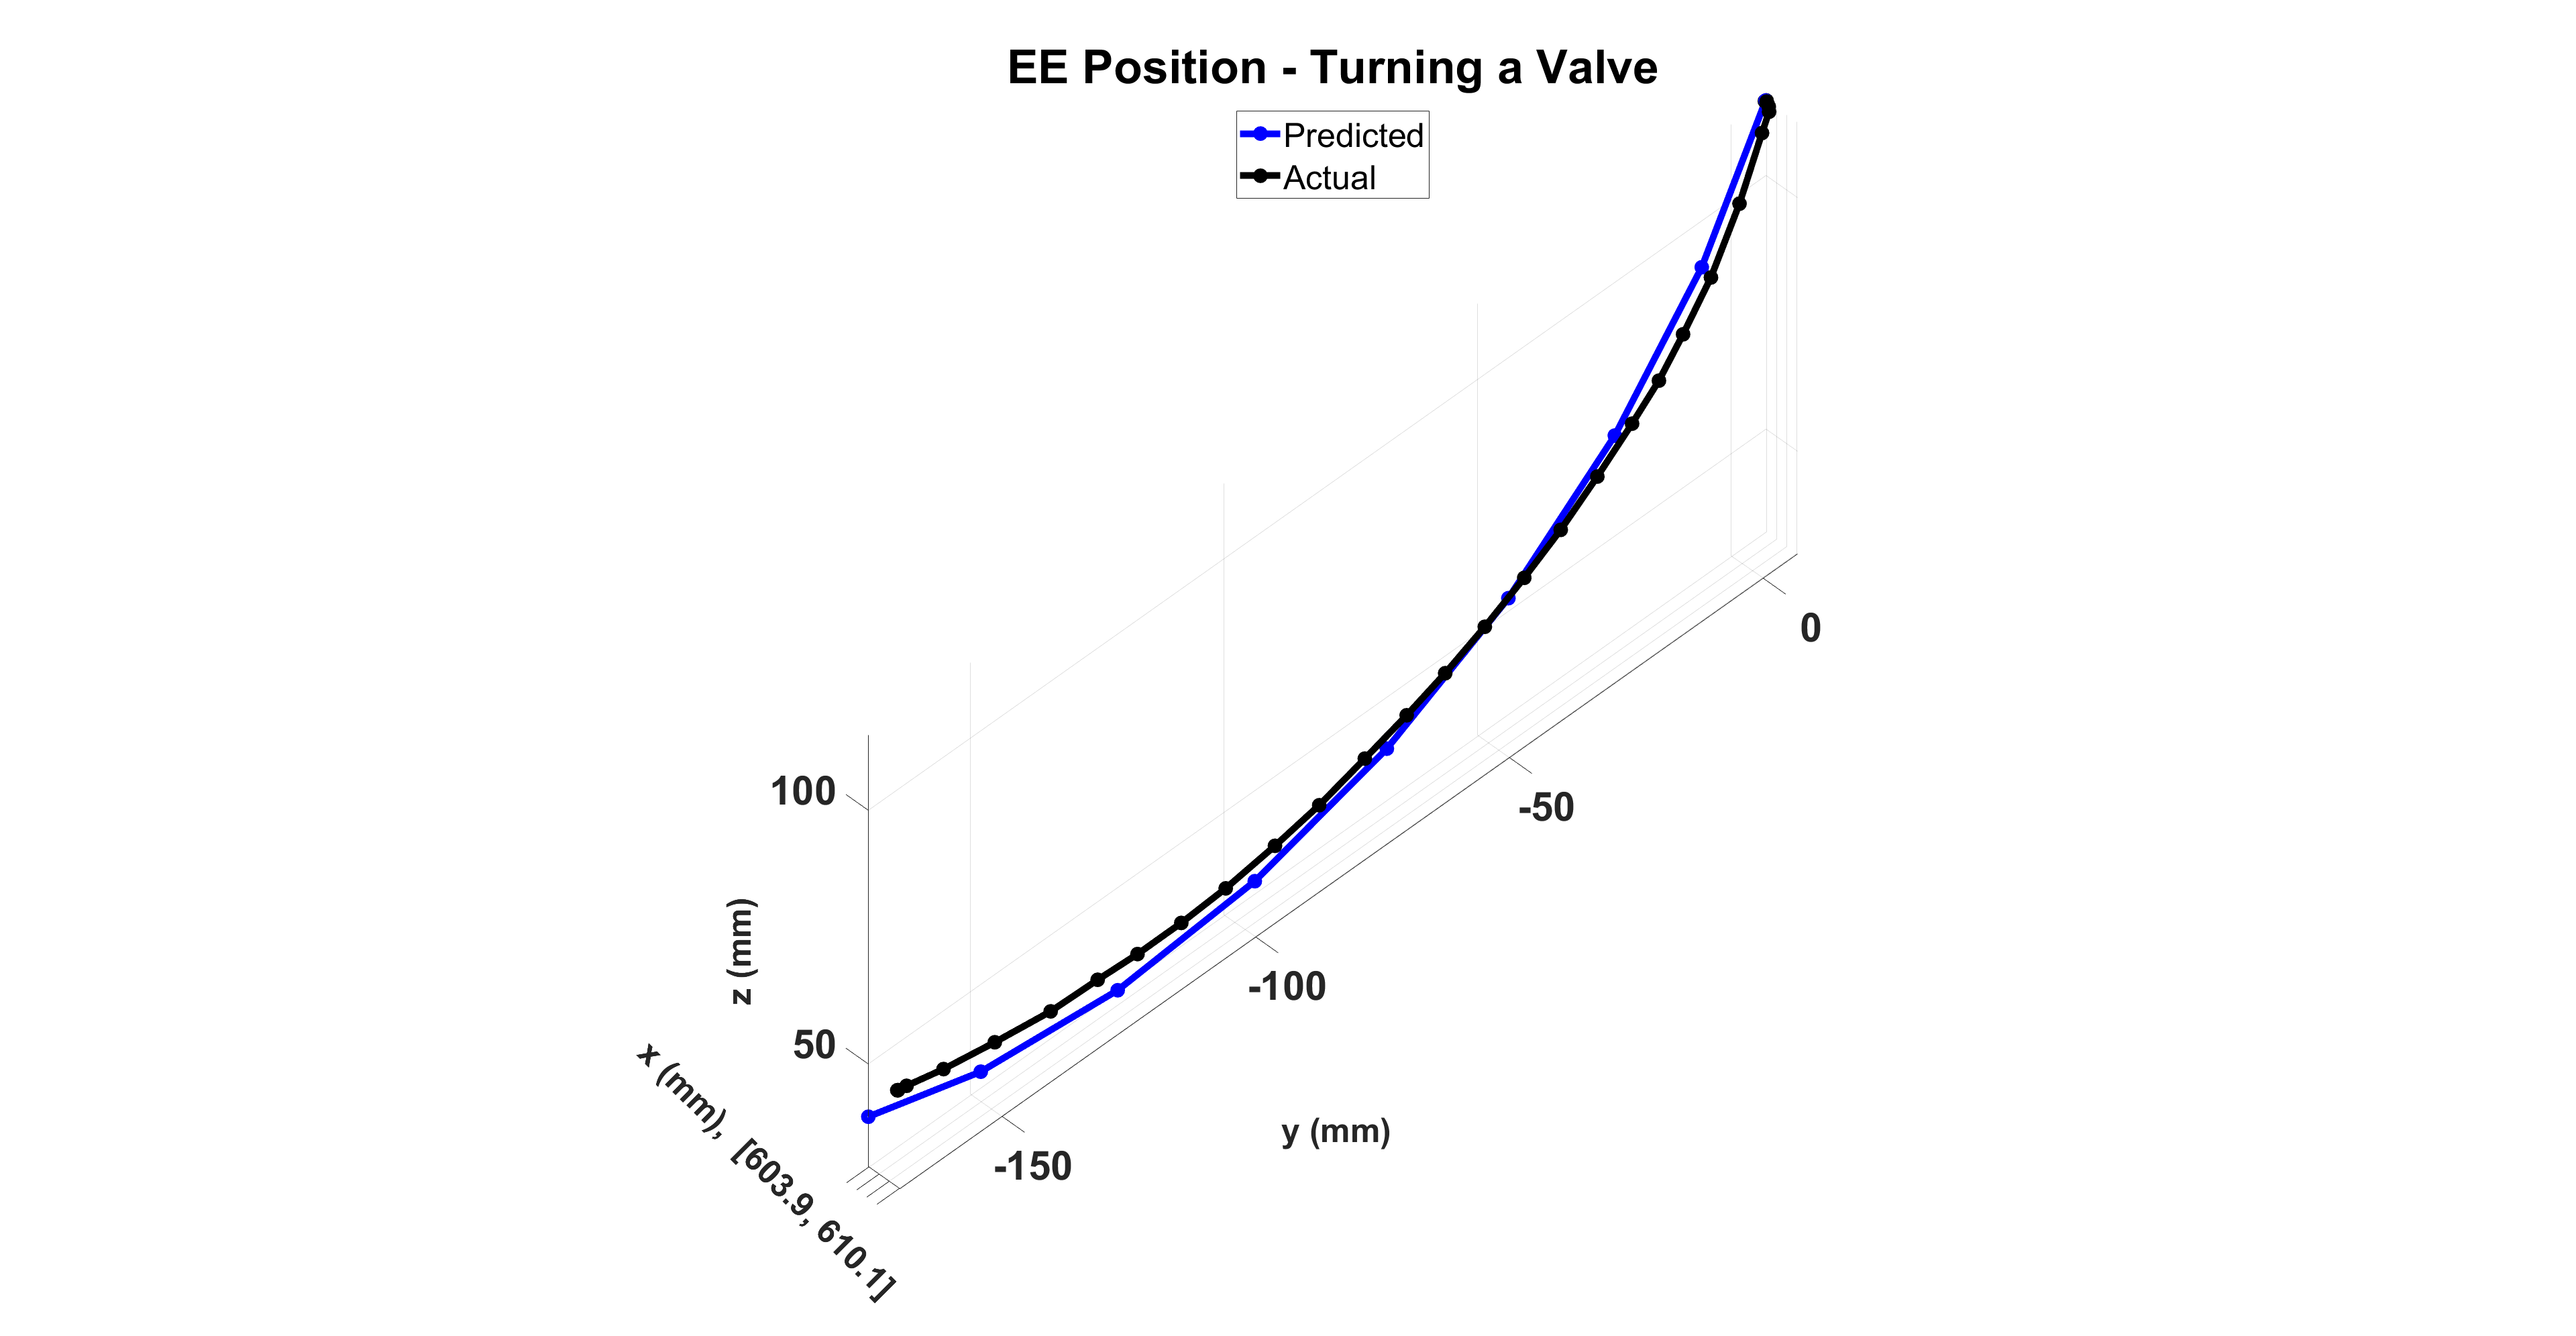 EE Position - Turning a Valve
Predicted
Actual
0
-50
-100
-150
y (mm)
100
50
z (mm)
x (mm),  [603.9, 610.1]